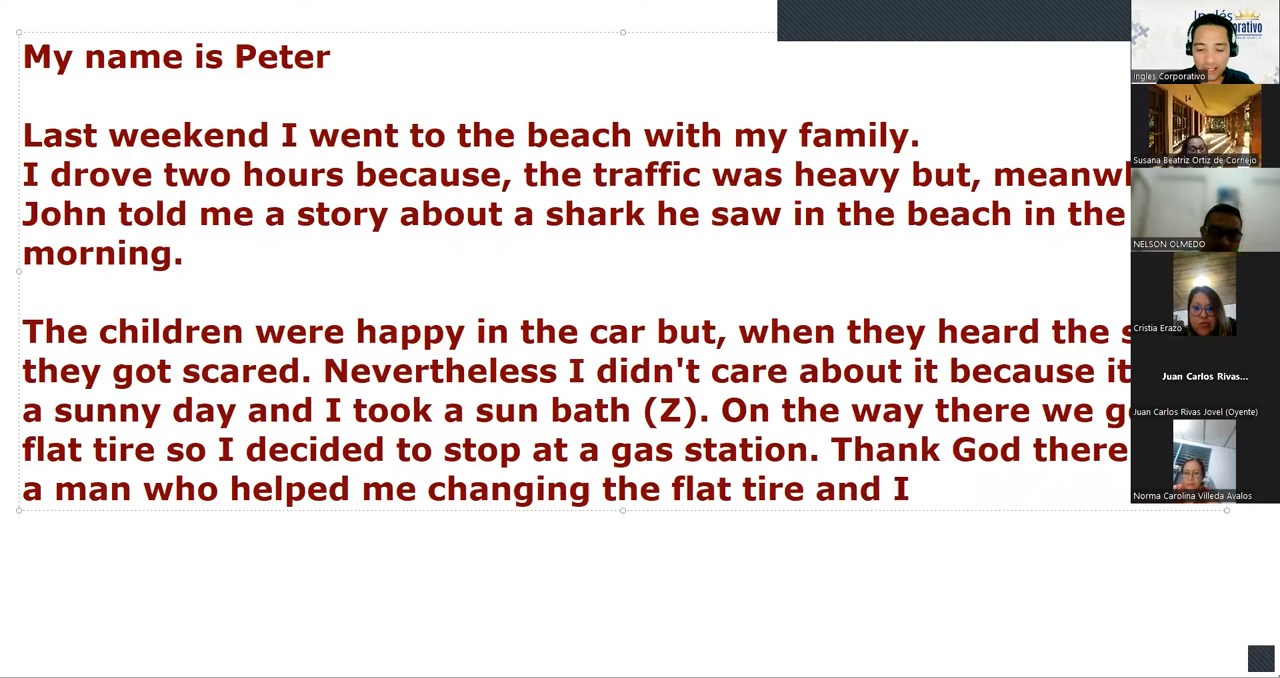 My name is Peter
Last weekend I went to the beach with my family.
I drove two hours because, the traffic was heavy but,
John told me a story about a shark he saw in the beach in the
morning.
The children were happy in the car but, when they heard the
they got scared. Nevertheless I didn't care about it because it
a sunny day and I took a sun bath (Z). On the way there we
flat tire so I decided to stop at a gas station. Thank God there
a man who helped me changing the flat tire and I
Inglés
Ingles Corporativo
Susana Beatriz Ortiz de Cornejo
NELSON OLMEDO
Cristia Erazo
Juan Carlos Rivas...
Juan Carlos Rivas Jovel (Oyente)
Norma Carolina Villeda Avalos